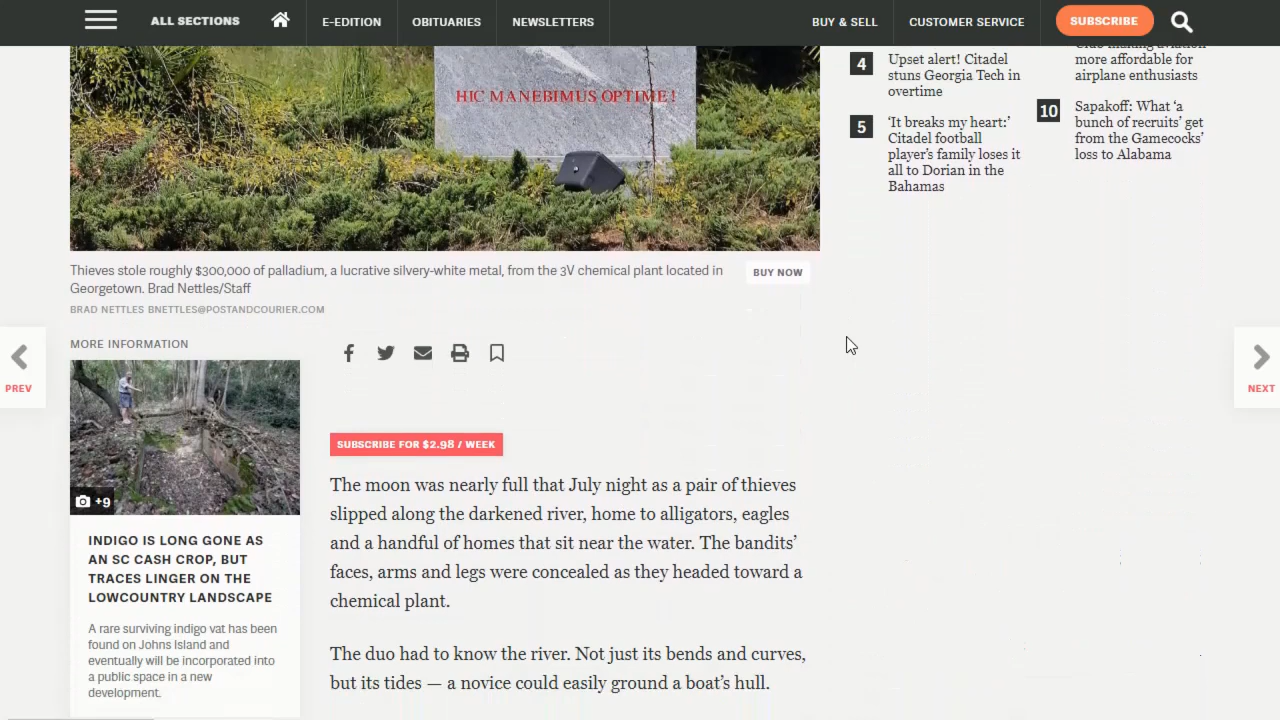 ALL SECTIONS
E-EDITION
OBITUARIES
NEWSLETTERS
BUY & SELL
CUSTOMER SERVICE
SUBSCRIBE
HIC MANEBIMUS OPTIME !
4
Upset alert! Citadel
stuns Georgia Tech in
overtime
5
‘It breaks my heart:’
Citadel football
player’s family loses it
all to Dorian in the
Bahamas
more affordable for
airplane enthusiasts
10
Sapakoff: What ‘a
bunch of recruits’ get
from the Gamecocks’
loss to Alabama
Thieves stole roughly $300,000 of palladium, a lucrative silvery-white metal, from the 3V chemical plant located in
Georgetown. Brad Nettles/Staff
BUY NOW
BRAD NETTLES BNETTLES@POSTANDCOURIER.COM
PREV
NEXT
MORE INFORMATION
+9
INDIGO IS LONG GONE AS
AN SC CASH CROP, BUT
TRACES LINGER ON THE
LOWCOUNTRY LANDSCAPE
A rare surviving indigo vat has been
found on Johns Island and
eventually will be incorporated into
a public space in a new
development.
SUBSCRIBE FOR $2.98 / WEEK
The moon was nearly full that July night as a pair of thieves
slipped along the darkened river, home to alligators, eagles
and a handful of homes that sit near the water. The bandits’
faces, arms and legs were concealed as they headed toward a
chemical plant.
The duo had to know the river. Not just its bends and curves,
but its tides — a novice could easily ground a boat’s hull.